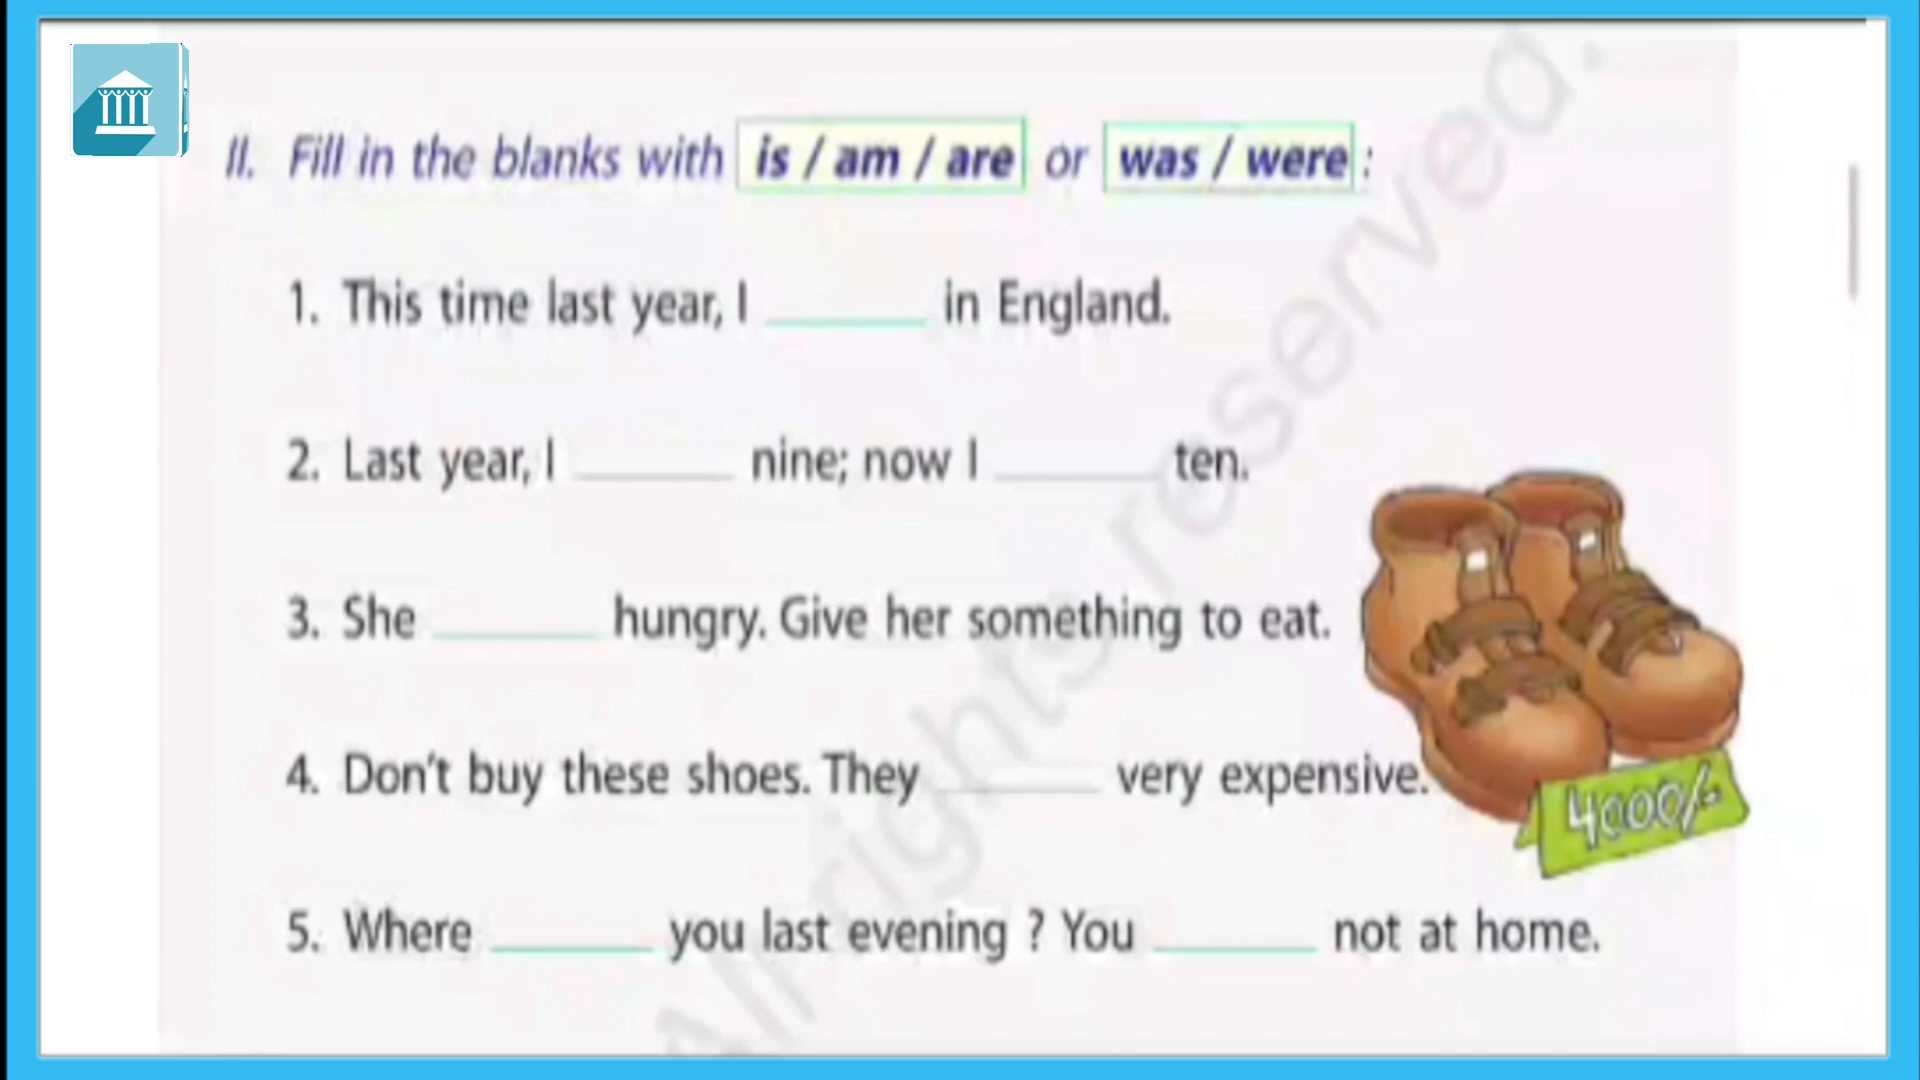 II. Fill in the blanks with is / am / are or was / were :
1. This time last year, I ______ in England.
2. Last year, I ______ nine; now I ______ ten.
3. She ______ hungry. Give her something to eat.
4. Don't buy these shoes. They ______ very expensive.
4000/-
5. Where ______ you last evening ? You ______ not at home.
All rights reserved.